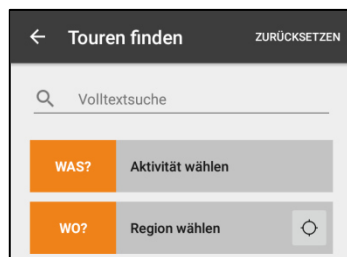 Touren finden ZURÜCKSETZEN
Volltextsuche
WAS? Aktivität wählen
WO? Region wählen